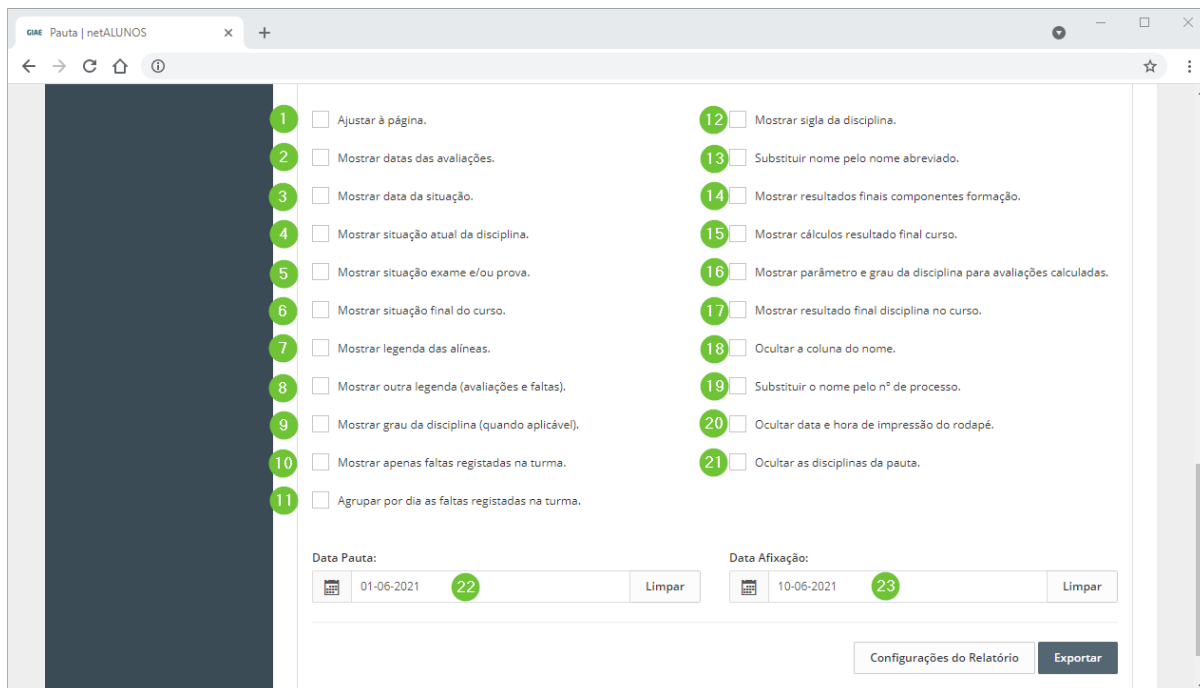 GIAE Pauta | netALUNOS
1 Ajustar à página.
2 Mostrar datas das avaliações.
3 Mostrar data da situação.
4 Mostrar situação atual da disciplina.
5 Mostrar situação exame e/ou prova.
6 Mostrar situação final do curso.
7 Mostrar legenda das alíneas.
8 Mostrar outra legenda (avaliações e faltas).
9 Mostrar grau da disciplina (quando aplicável).
10 Mostrar apenas faltas registadas na turma.
11 Agrupar por dia as faltas registadas na turma.
12 Mostrar sigla da disciplina.
13 Substituir nome pelo nome abreviado.
14 Mostrar resultados finais componentes formação.
15 Mostrar cálculos resultado final curso.
16 Mostrar parâmetro e grau da disciplina para avaliações calculadas.
17 Mostrar resultado final disciplina no curso.
18 Ocultar a coluna do nome.
19 Substituir o nome pelo nº de processo.
20 Ocultar data e hora de impressão do rodapé.
21 Ocultar as disciplinas da pauta.
Data Pauta:
01-06-2021 22 Limpar
Data Afixação:
10-06-2021 23 Limpar
Configurações do Relatório Exportar